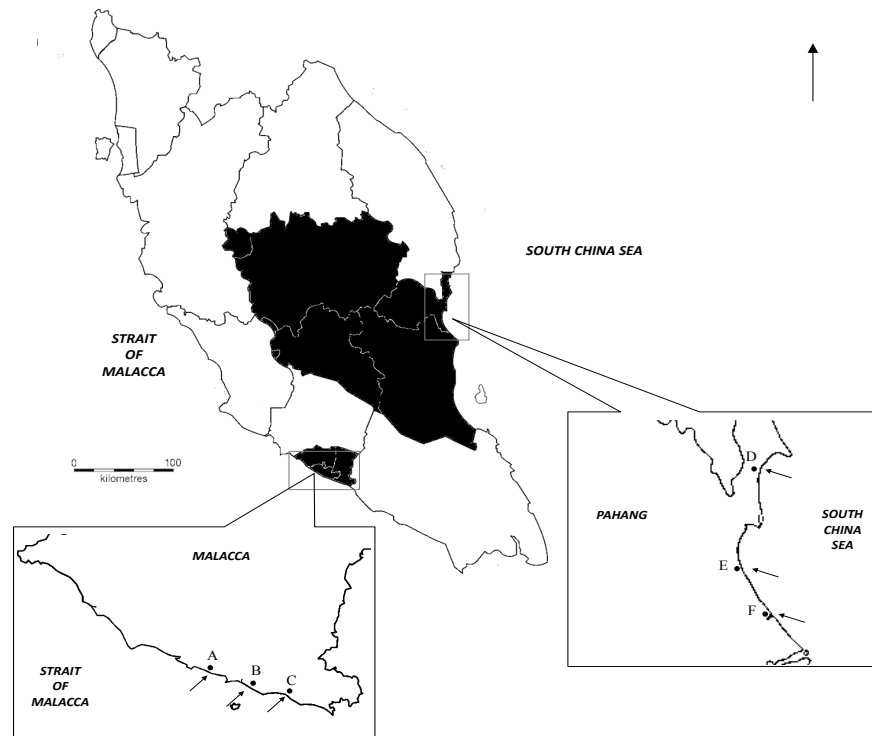 SOUTH CHINA SEA
STRAIT
OF
MALACCA
0
100
kilometres
D
PAHANG
SOUTH
CHINA
SEA
E
F
MALACCA
A
B
C
STRAIT
OF
MALACCA